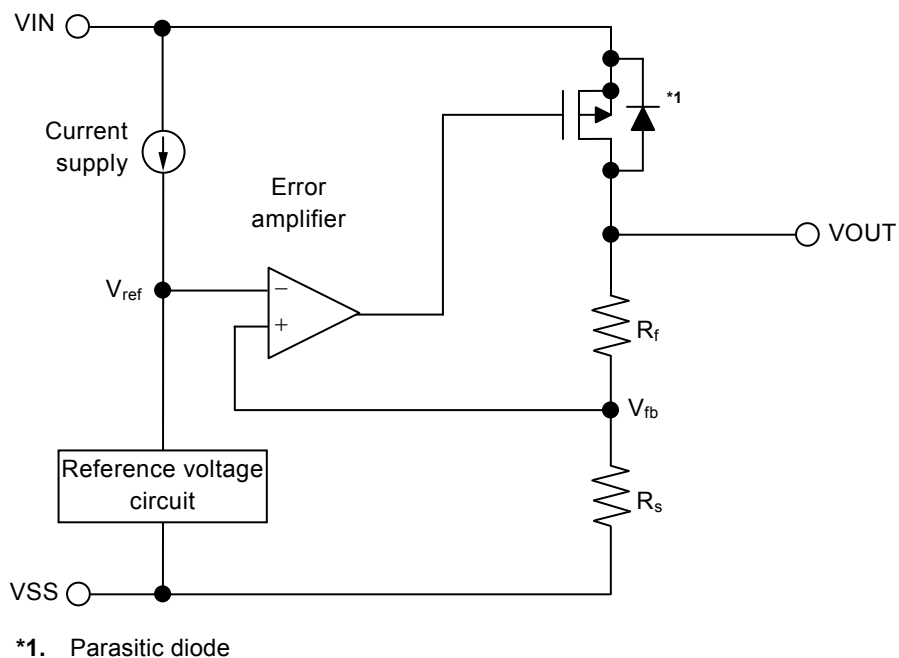 VIN
*1
Current
supply
Error
amplifier
VOUT
Vref
−
+
Rf
Vfb
Reference voltage
circuit
Rs
VSS
*1. Parasitic diode